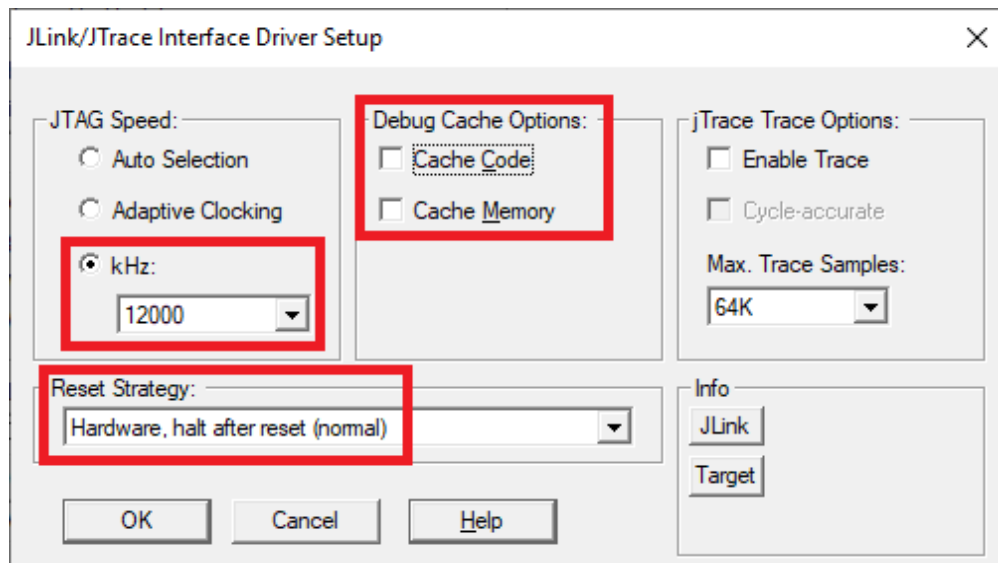 JLink/JTrace Interface Driver Setup
JTAG Speed:
Auto Selection
Adaptive Clocking
kHz:
12000
Debug Cache Options:
Cache Code
Cache Memory
jTrace Trace Options:
Enable Trace
Cycle-accurate
Max. Trace Samples:
64K
Reset Strategy:
Hardware, halt after reset (normal)
Info
JLink
Target
OK
Cancel
Help